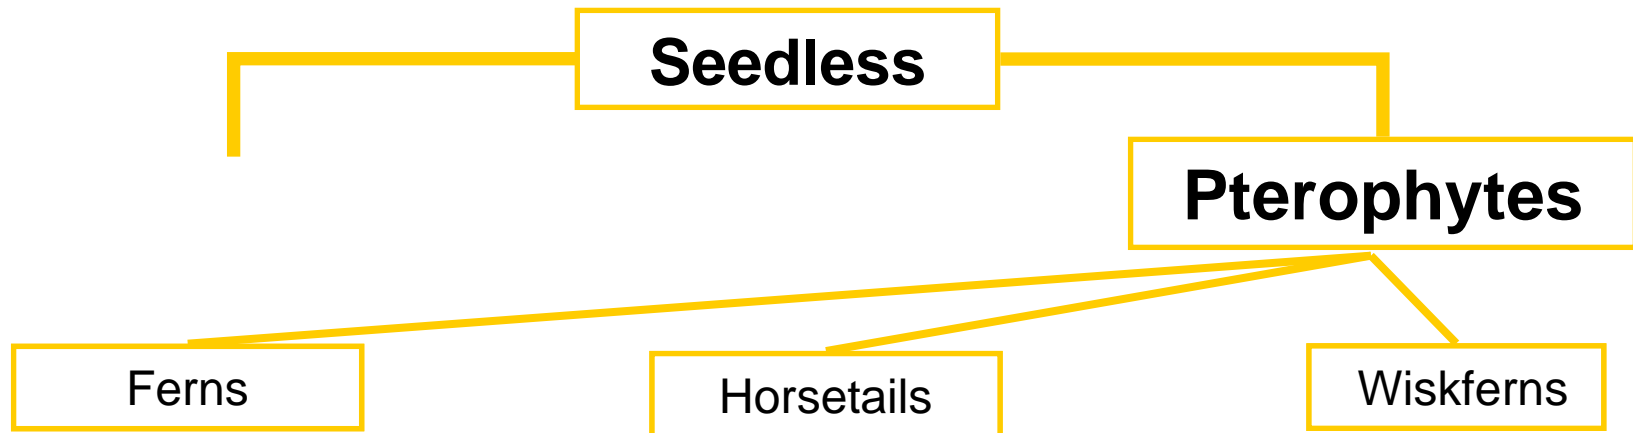 Seedless
Pterophytes
Ferns
Horsetails
Wiskferns